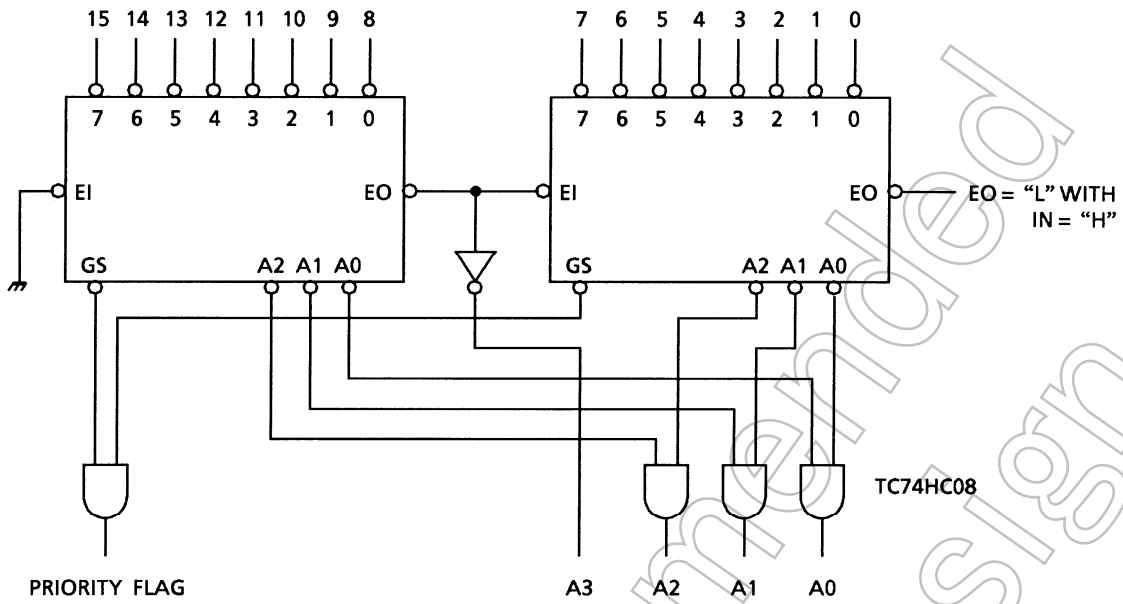 15 14 13 12 11 10 9 8
7 6 5 4 3 2 1 0
7 6 5 4 3 2 1 0
7 6 5 4 3 2 1 0
EI
EO
EI
EO
EO = “L” WITH
IN = “H”
GS
A2 A1 A0
GS
A2 A1 A0
TC74HC08
PRIORITY FLAG
A3
A2
A1
A0
mended
sign